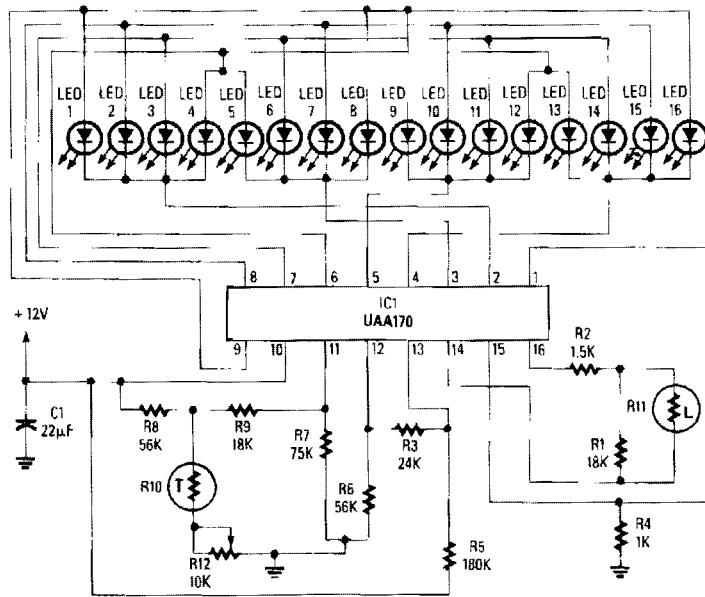 LED 1
LED 2
LED 3
LED 4
LED 5
LED 6
LED 7
LED 8
LED 9
LED 10
LED 11
LED 12
LED 13
LED 14
LED 15
LED 16
8 7 6 5 4 3 2 1
IC1
UAA170
9 10 11 12 13 14 15 16
+ 12V
C1
22µF
R8
56K
R9
18K
R7
75K
R3
24K
R2
1.5K
R11
L
R1
18K
R10
T
R6
56K
R12
10K
R5
180K
R4
1K